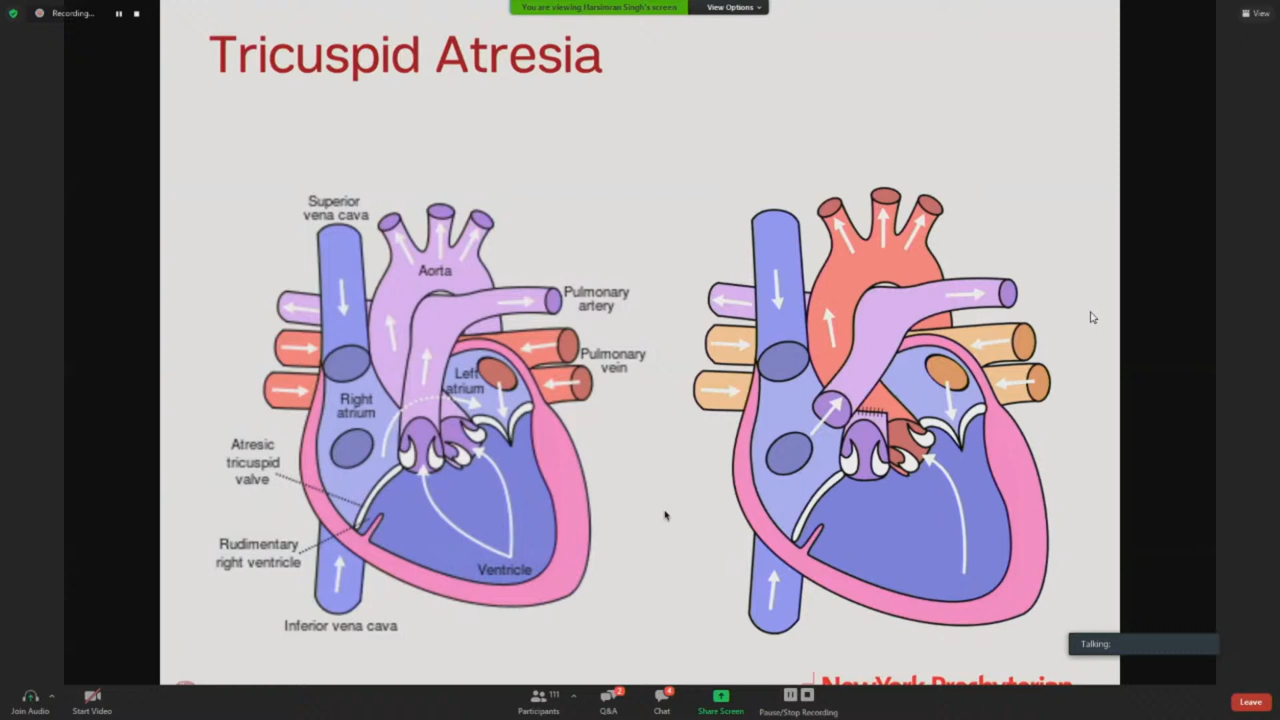 Recording...
You are viewing Harsimran Singh's screen
View Options
View
Tricuspid Atresia
Superior
vena cava
Aorta
Pulmonary
artery
Pulmonary
vein
Left
atrium
Right
atrium
Atresic
tricuspid
valve
Rudimentary
right ventricle
Ventricle
Inferior vena cava
Talking:
NewYork-Presbyterian
Join Audio
Start Video
111
Participants
2
Q&A
4
Chat
Share Screen
Pause/Stop Recording
Leave